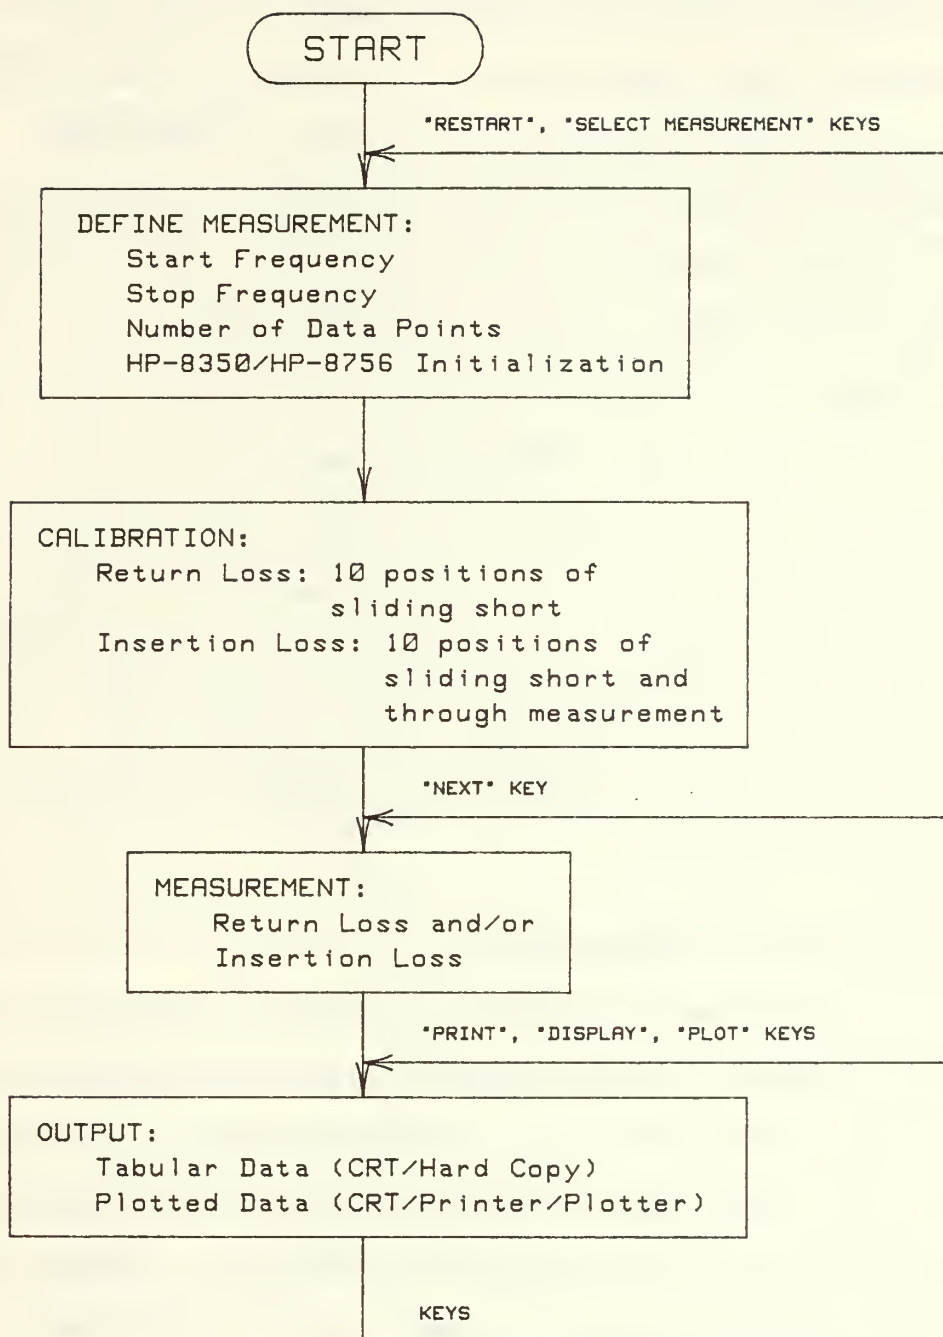 START
"RESTART", "SELECT MEASUREMENT" KEYS
DEFINE MEASUREMENT:
Start Frequency
Stop Frequency
Number of Data Points
HP-8350/HP-8756 Initialization
CALIBRATION:
Return Loss: 10 positions of
sliding short
Insertion Loss: 10 positions of
sliding short and
through measurement
"NEXT" KEY
MEASUREMENT:
Return Loss and/or
Insertion Loss
"PRINT", "DISPLAY", "PLOT" KEYS
OUTPUT:
Tabular Data (CRT/Hard Copy)
Plotted Data (CRT/Printer/Plotter)
KEYS